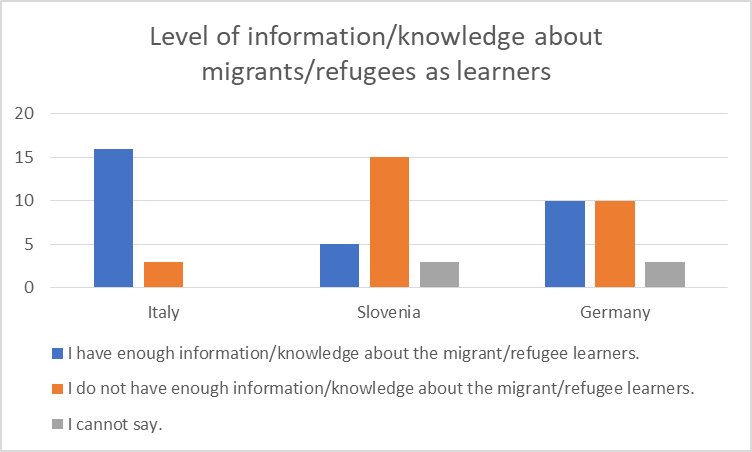 Level of information/knowledge about
migrants/refugees as learners
20
15
10
5
0
Italy Slovenia Germany
I have enough information/knowledge about the migrant/refugee learners.
I do not have enough information/knowledge about the migrant/refugee learners.
I cannot say.